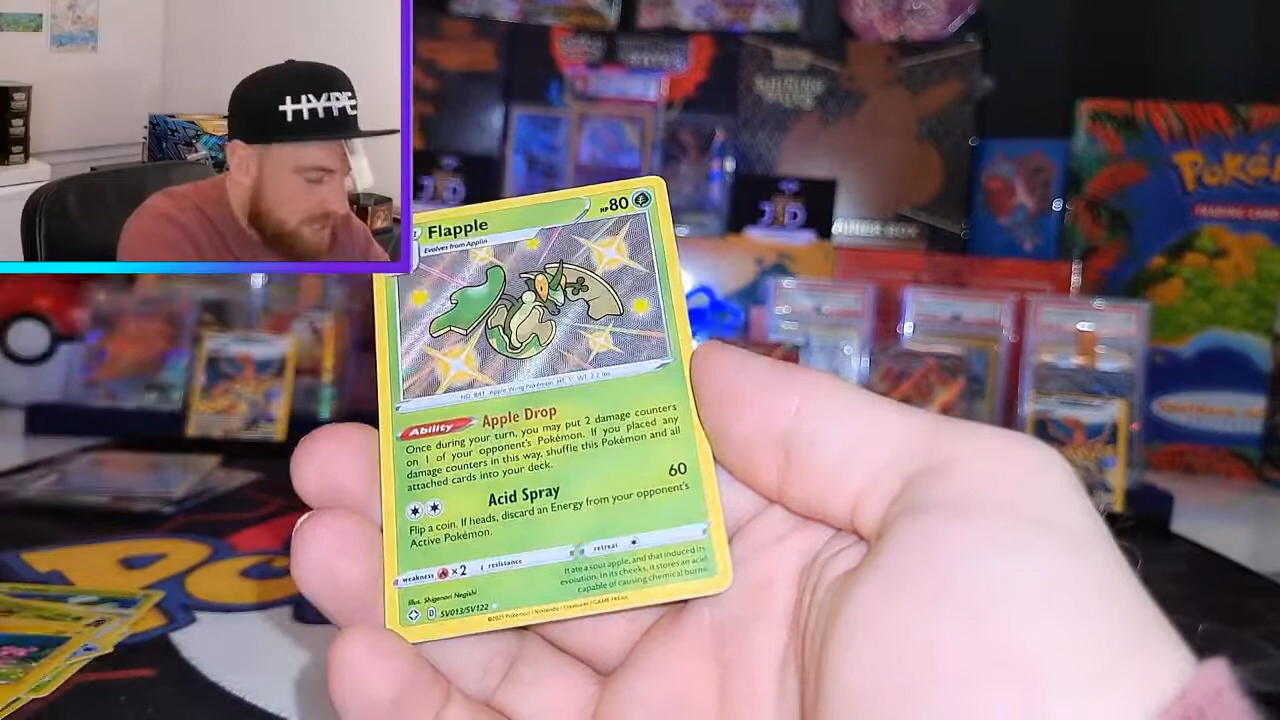 HYPE
Pokém
TRADING CARD
JD
JD
HP80
Flapple
Evolves from Applin
NO. 841 Apple Wing Pokémon HT: 1' WT: 2.2 lbs
Ability Apple Drop
Once during your turn, you may put 2 damage counters
on 1 of your opponent's Pokémon. If you placed any
damage counters in this way, shuffle this Pokémon and all
attached cards into your deck.
Acid Spray 60
Flip a coin. If heads, discard an Energy from your opponent's
Active Pokémon.
weakness ×2 resistance retreat
It ate a sour apple, and that induced its
evolution. In its cheeks, it stores an acid
capable of causing chemical burns.
Illus. Shigenori Negishi
D SV013/SV122
©2021 Pokémon / Nintendo / Creatures / GAME FREAK